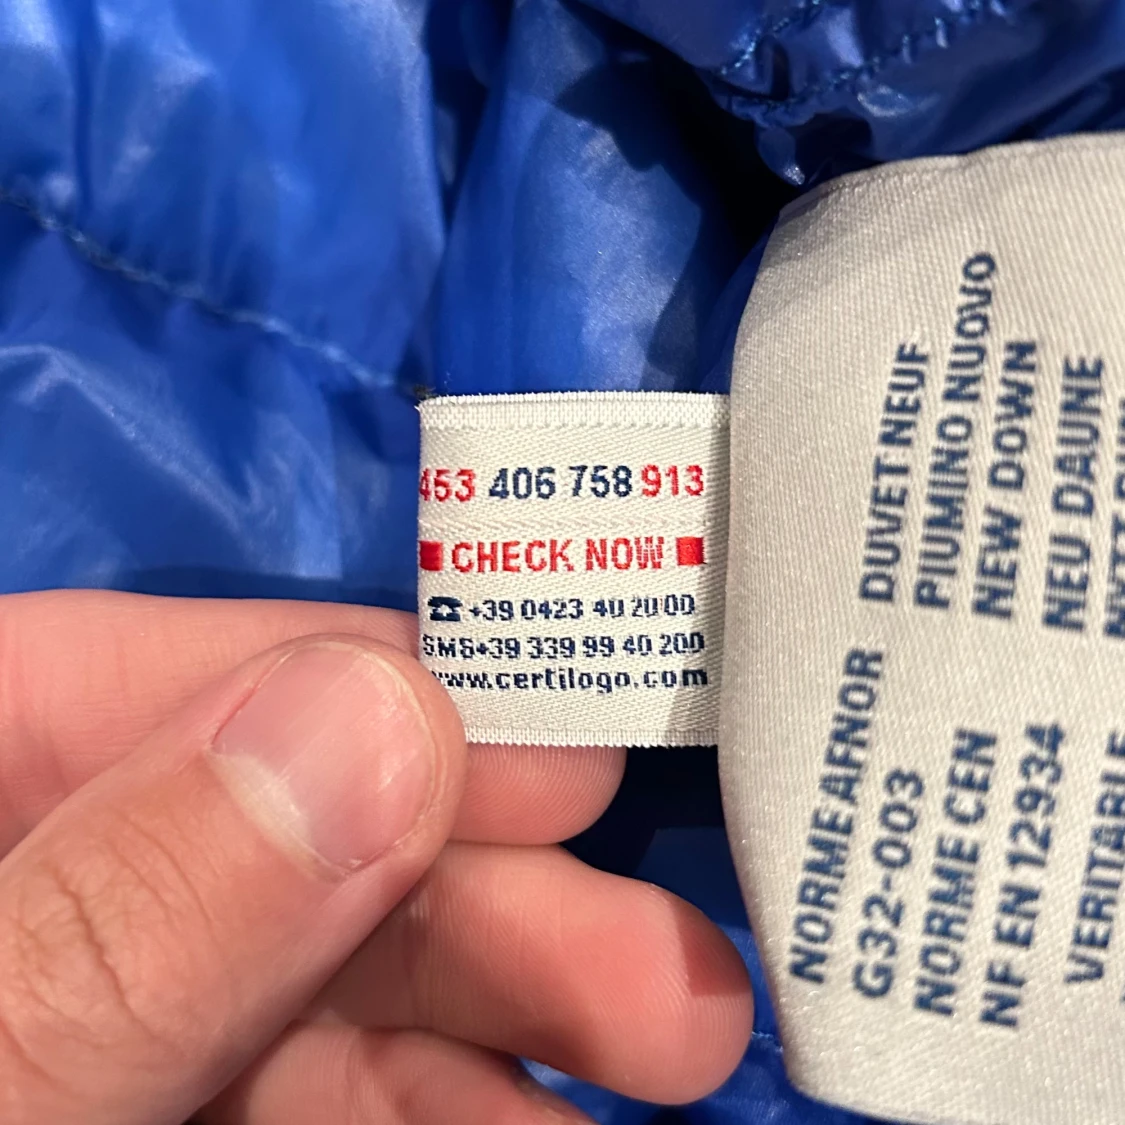 453 406 758 913
■ CHECK NOW ■
☎ +39 0423 40 20 00
SMS+39 339 99 40 200
www.certilogo.com
DUVET NEUF
PIUMINO NUOVO
NEW DOWN
NEU DAUNE
NORME AFNOR
G32-003
NORME CEN
NF EN 12934
VERITABLE